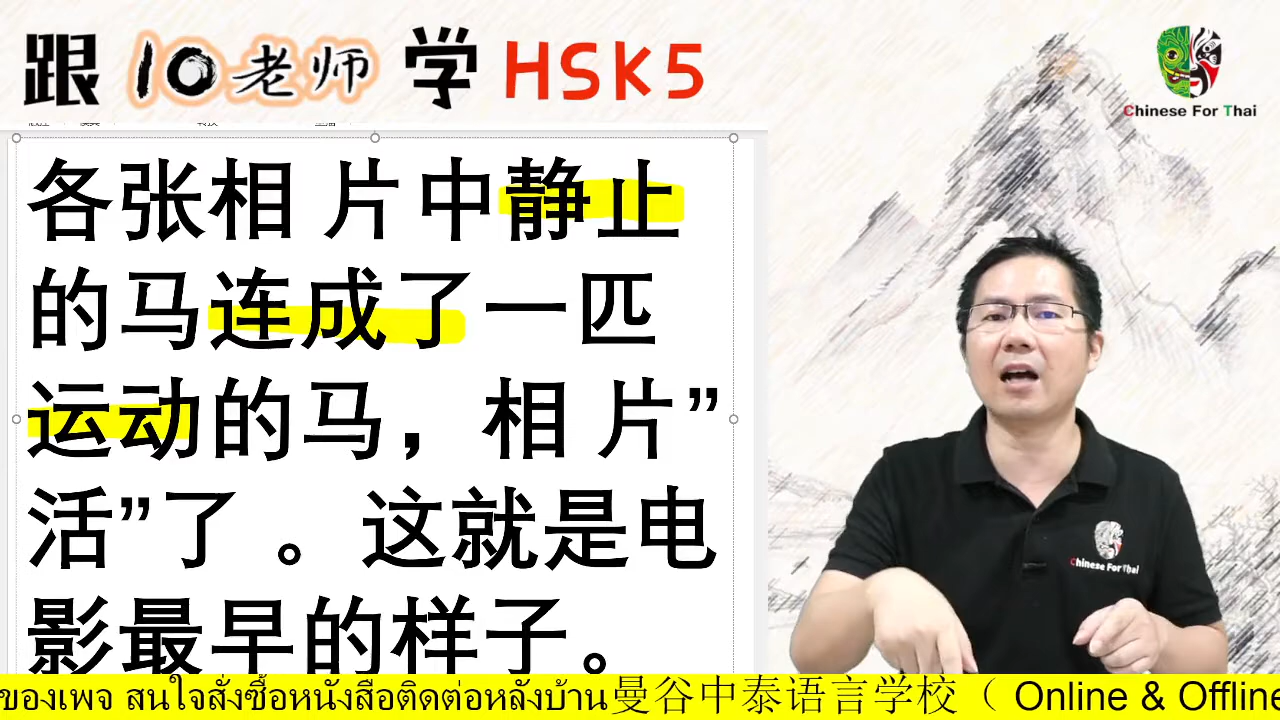 跟10老师学HSK5
Chinese For Thai
各张相 片中静止
的马连成了一匹
运动的马，相 片”
活”了 。这就是电
影最早的样子。
Chinese For Thai
ของเพจ สนใจสั่งซื้อหนังสือติดต่อหลังบ้าน曼谷中泰语言学校（ Online & Offline